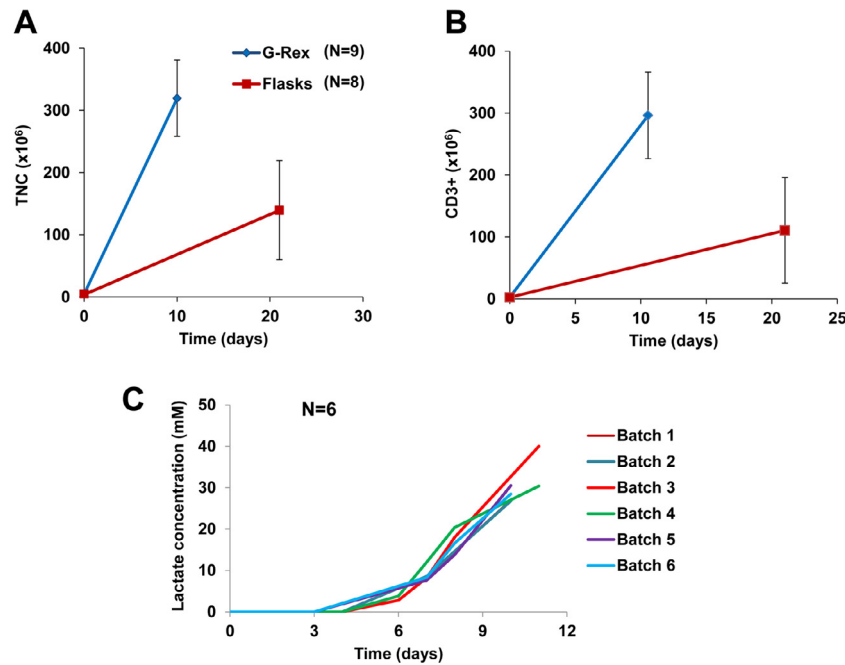 A
B
G-Rex (N=9)
Flasks (N=8)
TNC (x10⁶)
400
300
200
100
0
0 10 20 30
Time (days)
CD3+ (x10⁶)
400
300
200
100
0
0 5 10 15 20 25
Time (days)
C
N=6
Lactate concentration (mM)
50
40
30
20
10
0
0 3 6 9 12
Time (days)
Batch 1
Batch 2
Batch 3
Batch 4
Batch 5
Batch 6